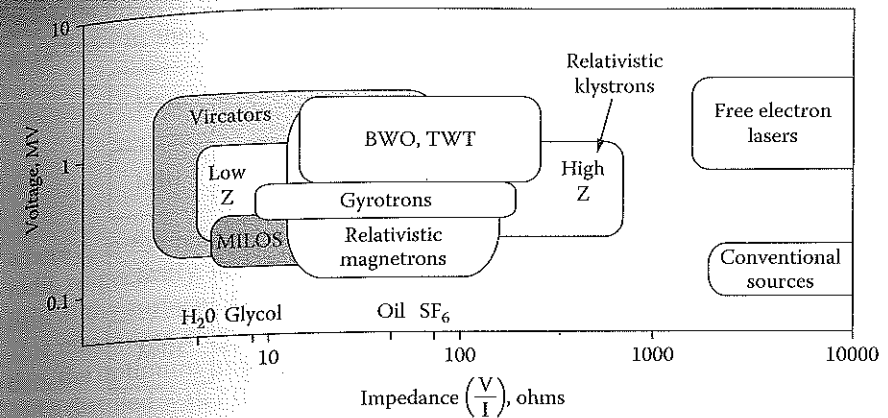 10
Relativistic
klystrons
Vircators
BWO, TWT
Free electron
lasers
Voltage, MV
1
Low
Z
High
Z
Gyrotrons
MILOS
Relativistic
magnetrons
Conventional
sources
0.1
H₂0 Glycol
Oil SF₆
10
100
1000
10000
Impedance (V/I), ohms